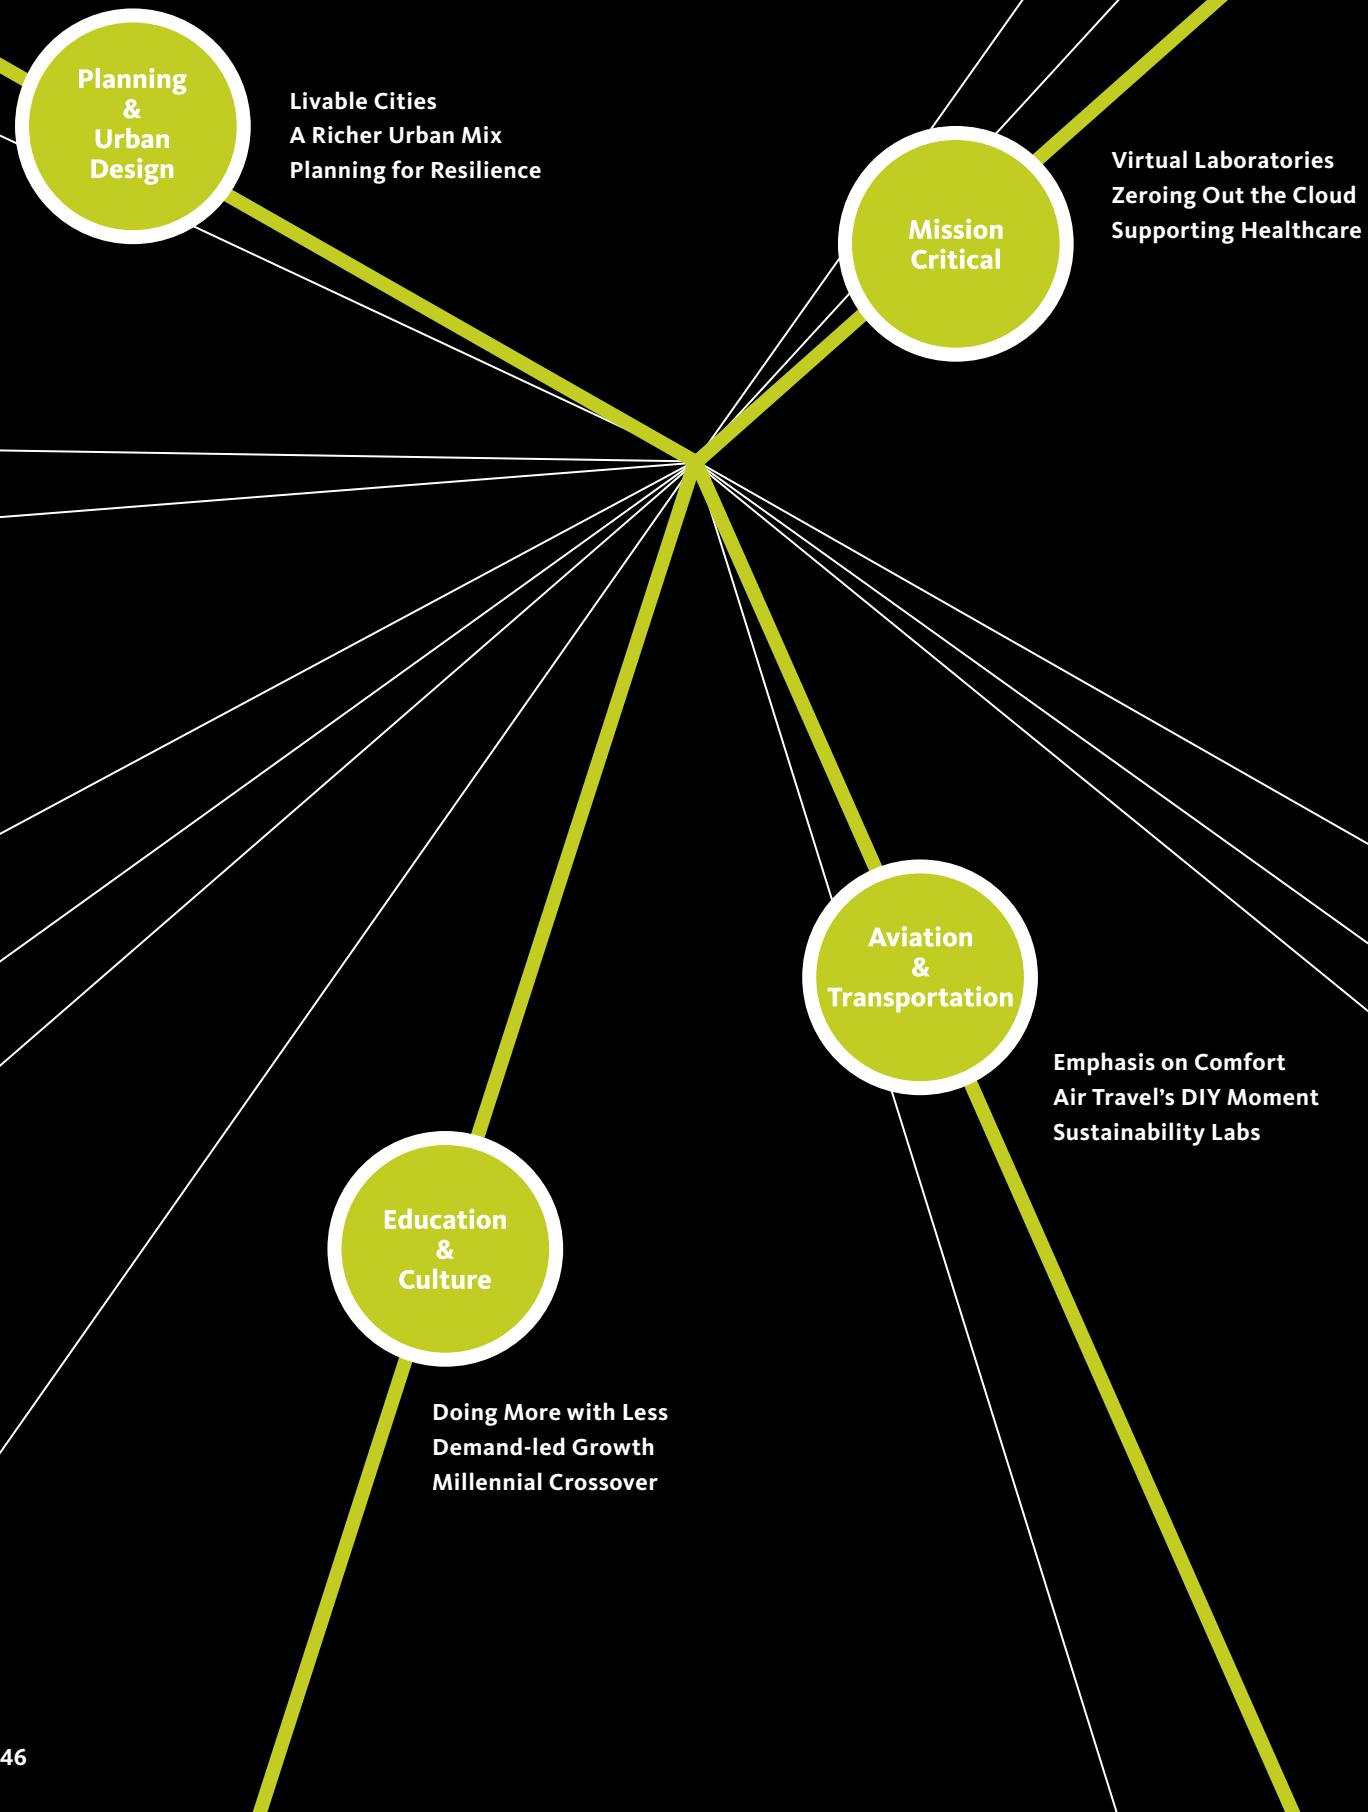 Planning
&
Urban
Design
Livable Cities
A Richer Urban Mix
Planning for Resilience
Mission
Critical
Virtual Laboratories
Zeroing Out the Cloud
Supporting Healthcare
Aviation
&
Transportation
Emphasis on Comfort
Air Travel’s DIY Moment
Sustainability Labs
Education
&
Culture
Doing More with Less
Demand-led Growth
Millennial Crossover
46